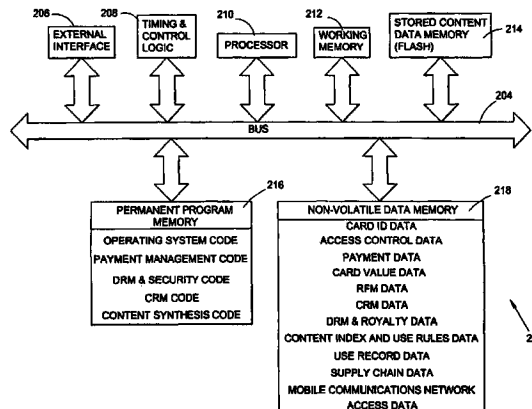 206
EXTERNAL
INTERFACE
208
TIMING &
CONTROL
LOGIC
210
PROCESSOR
212
WORKING
MEMORY
STORED CONTENT
DATA MEMORY
(FLASH)
214
204
BUS
216
PERMANENT PROGRAM
MEMORY
OPERATING SYSTEM CODE
PAYMENT MANAGEMENT CODE
DRM & SECURITY CODE
CRM CODE
CONTENT SYNTHESIS CODE
218
NON-VOLATILE DATA MEMORY
CARD ID DATA
ACCESS CONTROL DATA
PAYMENT DATA
CARD VALUE DATA
RFM DATA
CRM DATA
DRM & ROYALTY DATA
CONTENT INDEX AND USE RULES DATA
USE RECORD DATA
SUPPLY CHAIN DATA
MOBILE COMMUNICATIONS NETWORK
ACCESS DATA